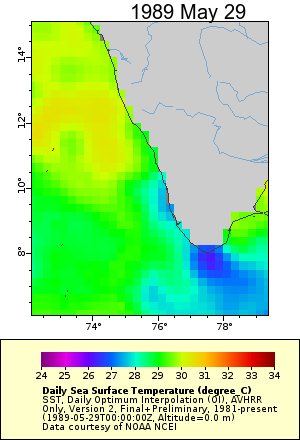 1989 May 29
14°
12°
10°
8°
74°
76°
78°
24 25 26 27 28 29 30 31 32 33 34
Daily Sea Surface Temperature (degree_C)
SST, Daily Optimum Interpolation (OI), AVHRR
Only, Version 2, Final+Preliminary, 1981-present
(1989-05-29T00:00:00Z, Altitude=0.0 m)
Data courtesy of NOAA NCEI